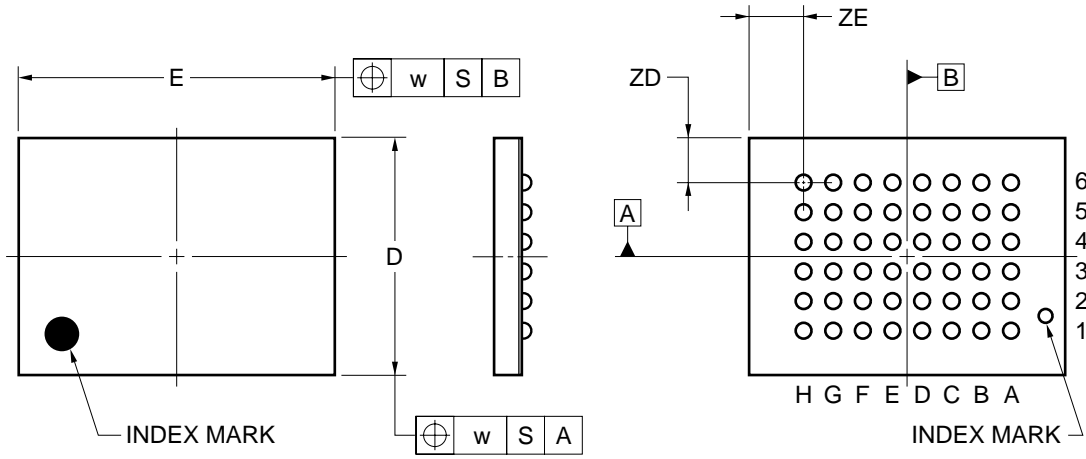 ZE
E
w S B
ZD
B
6
5
A
4
D
3
2
1
H G F E D C B A
INDEX MARK
INDEX MARK
w S A